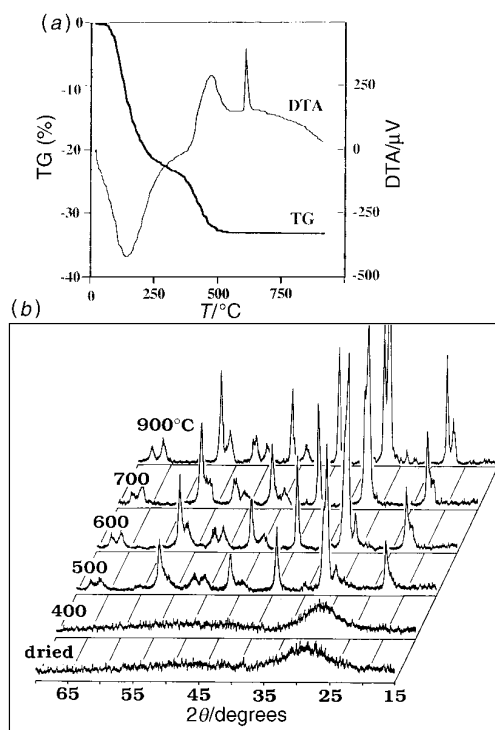 (a)
0
-10
-20
-30
-40
TG (%)
250
0
-250
-500
DTA/µV
DTA
TG
0 250 500 750
T/°C
(b)
900°C
700
600
500
400
dried
65 55 45 35 25 15
2θ/degrees